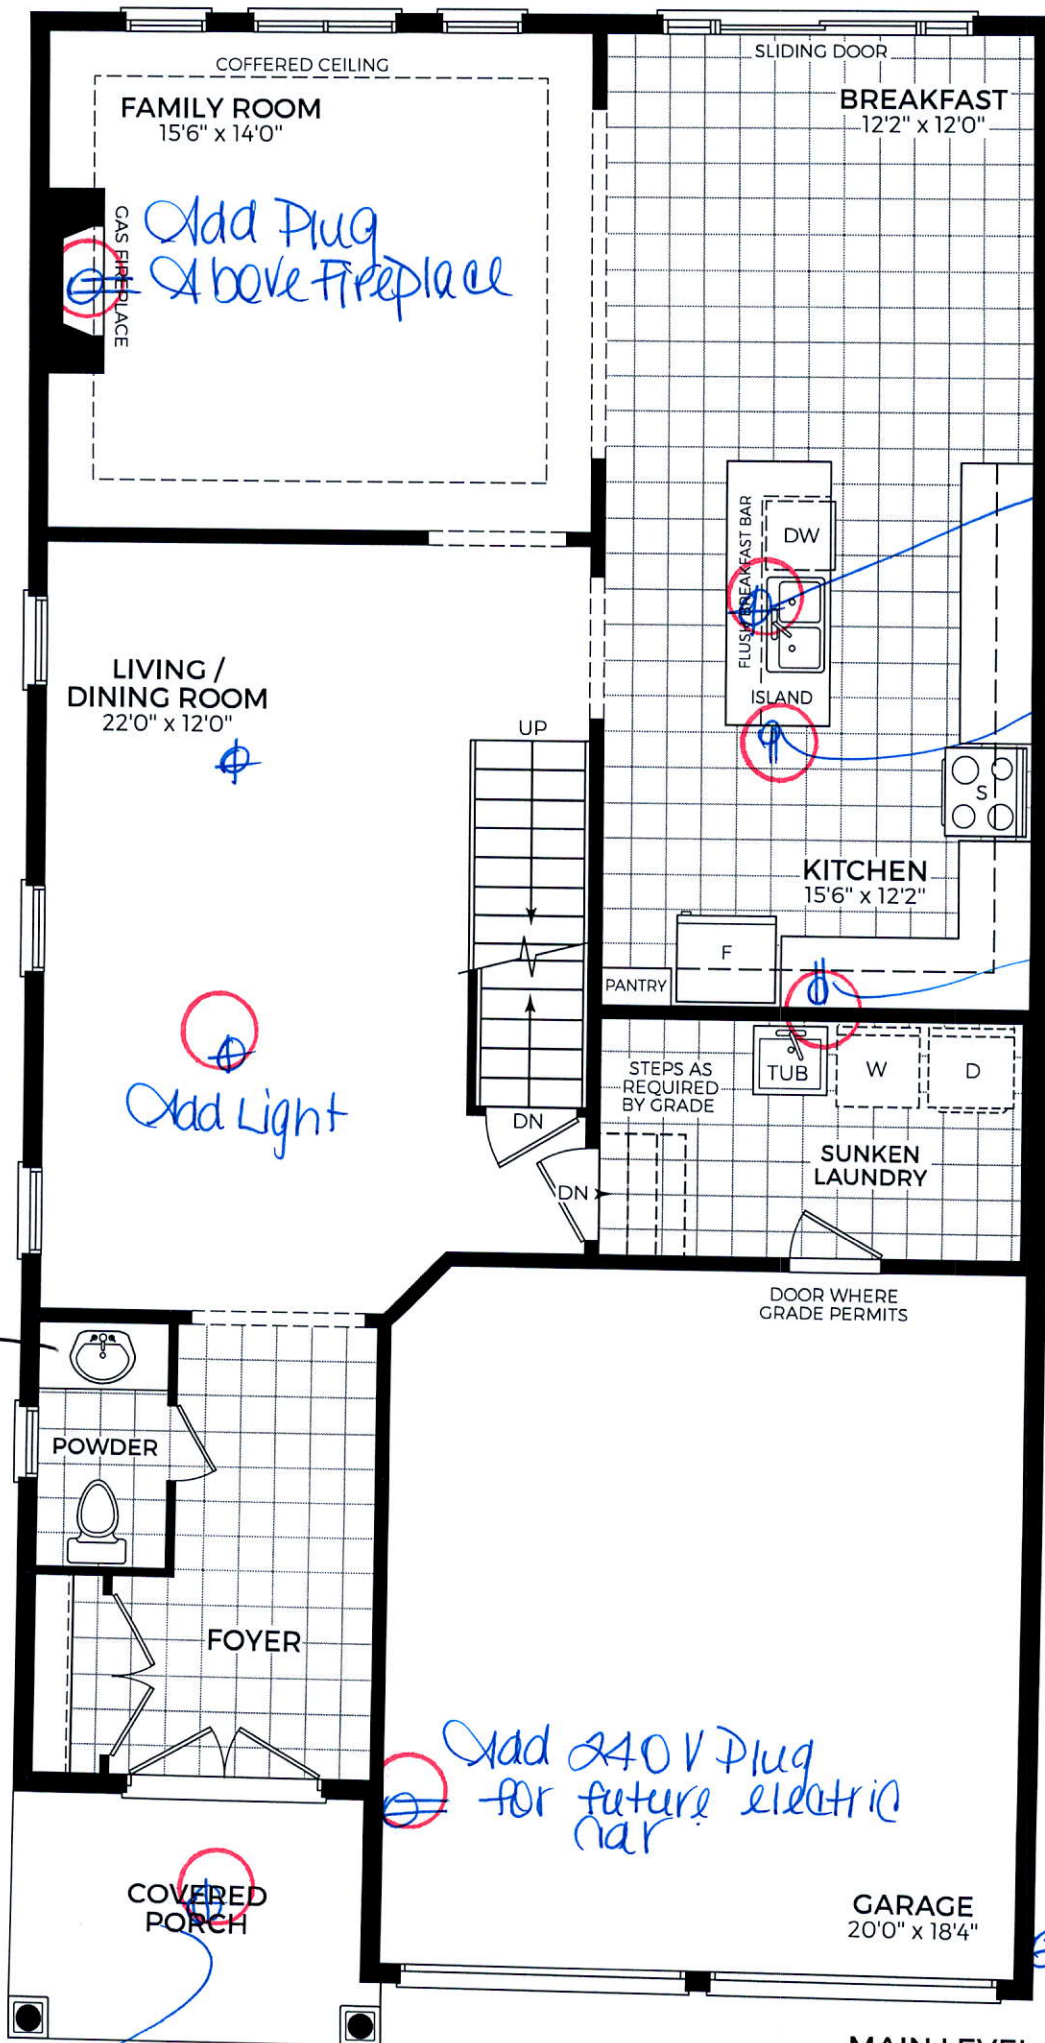 COFFERED CEILING
FAMILY ROOM
15'6" x 14'0"
SLIDING DOOR
BREAKFAST
12'2" x 12'0"
GAS FIREPLACE
Add Plug
Above Fireplace
FLUSH BREAKFAST BAR
DW
ISLAND
LIVING /
DINING ROOM
22'0" x 12'0"
UP
S
KITCHEN
15'6" x 12'2"
F
PANTRY
Add Light
STEPS AS
REQUIRED
BY GRADE
TUB
W
D
DN
DN
SUNKEN
LAUNDRY
DOOR WHERE
GRADE PERMITS
POWDER
FOYER
Add 240V Plug
for future electric
car
COVERED
PORCH
GARAGE
20'0" x 18'4"
MAIN LEVEL